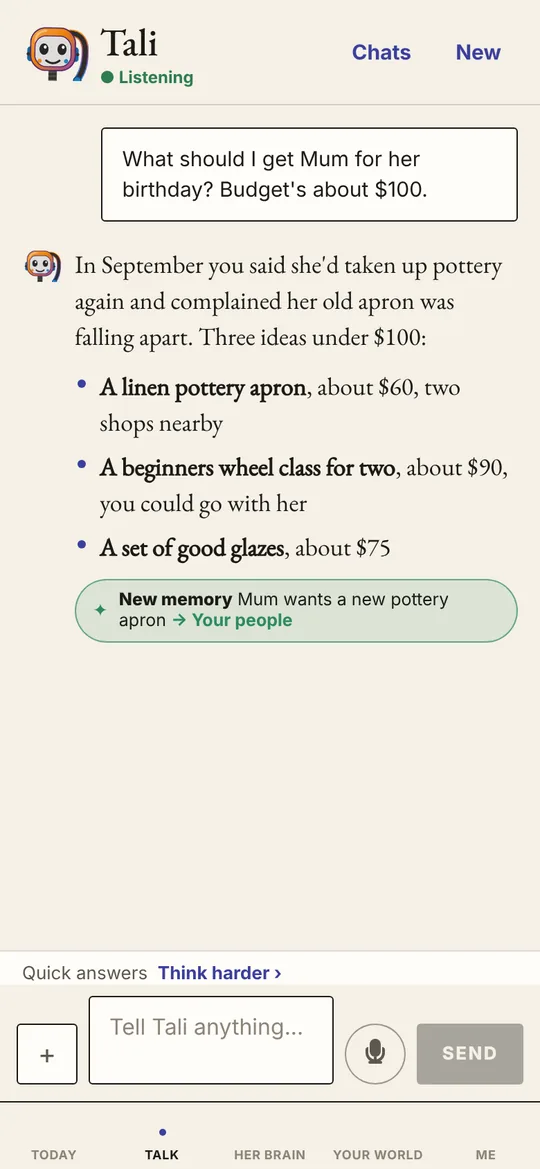 Tali
Listening
Chats
New
What should I get Mum for her
birthday? Budget's about $100.
In September you said she'd taken up pottery
again and complained her old apron was
falling apart. Three ideas under $100:
• A linen pottery apron, about $60, two
shops nearby
• A beginners wheel class for two, about $90,
you could go with her
• A set of good glazes, about $75
New memory Mum wants a new pottery
apron → Your people
Quick answers Think harder ›
+
Tell Tali anything...
SEND
TODAY
TALK
HER BRAIN
YOUR WORLD
ME